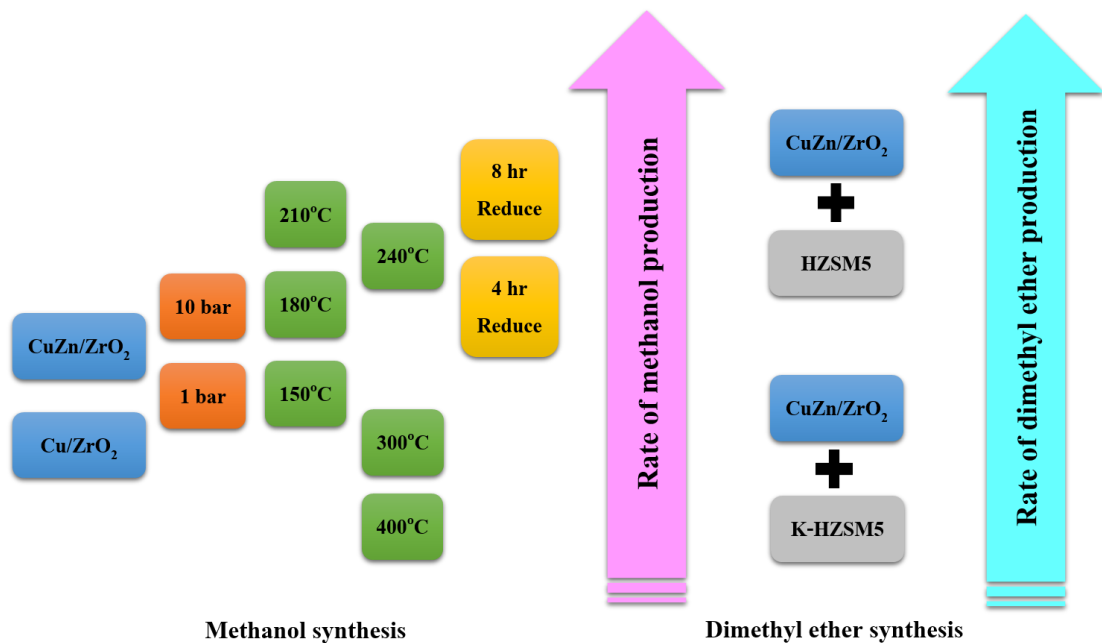 CuZn/ZrO₂
Cu/ZrO₂
10 bar
1 bar
210°C
180°C
150°C
240°C
300°C
400°C
8 hr
Reduce
4 hr
Reduce
Rate of methanol production
Methanol synthesis
CuZn/ZrO₂
HZSM5
CuZn/ZrO₂
K-HZSM5
Rate of dimethyl ether production
Dimethyl ether synthesis